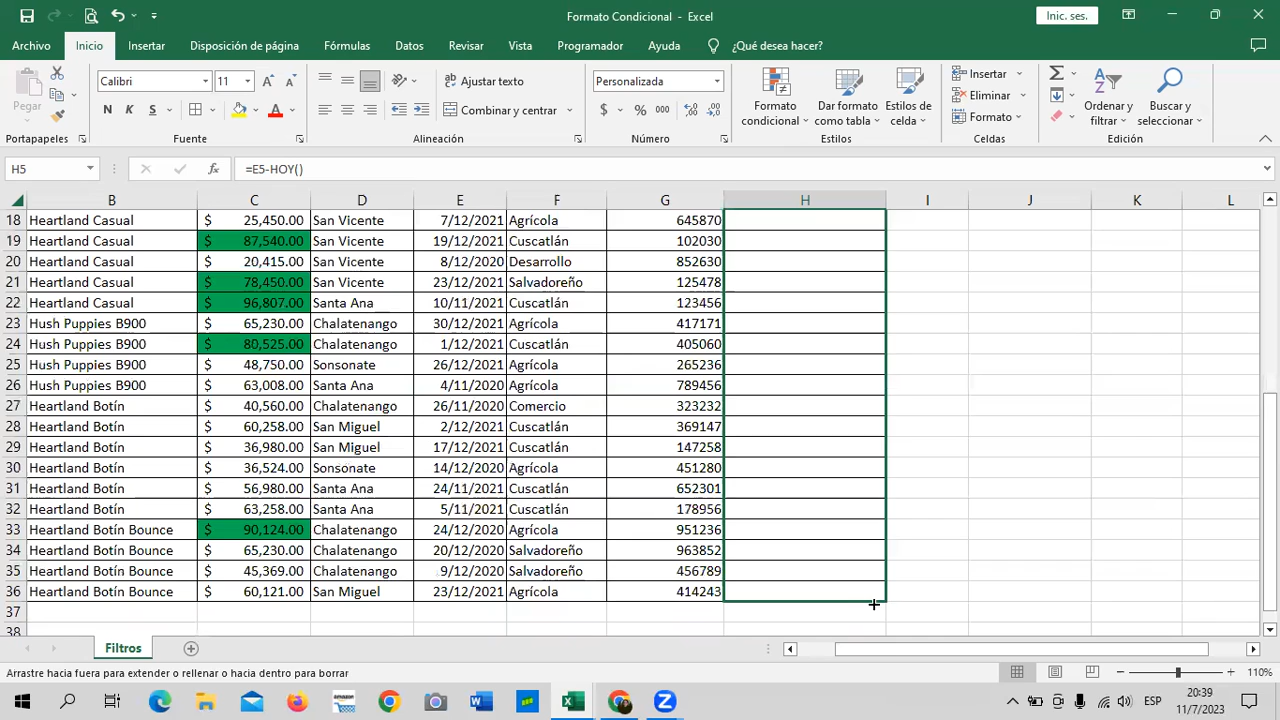 Formato Condicional - Excel
Inic. ses.
Archivo Inicio Insertar Disposición de página Fórmulas Datos Revisar Vista Programador Ayuda ¿Qué desea hacer?
Pegar
Calibri 11
N K S
Ajustar texto
Combinar y centrar
Personalizada
$ % 000
Formato condicional
Dar formato como tabla
Estilos de celda
Insertar
Eliminar
Formato
Ordenar y filtrar
Buscar y seleccionar
Portapapeles Fuente Alineación Número Estilos Celdas Edición
H5 fx =E5-HOY()
B C D E F G H I J K L
18 Heartland Casual $ 25,450.00 San Vicente 7/12/2021 Agrícola 645870
19 Heartland Casual $ 87,540.00 San Vicente 19/12/2021 Cuscatlán 102030
20 Heartland Casual $ 20,415.00 San Vicente 8/12/2020 Desarrollo 852630
21 Heartland Casual $ 78,450.00 San Vicente 23/12/2021 Salvadoreño 125478
22 Heartland Casual $ 96,807.00 Santa Ana 10/11/2021 Cuscatlán 123456
23 Hush Puppies B900 $ 65,230.00 Chalatenango 30/12/2021 Agrícola 417171
24 Hush Puppies B900 $ 80,525.00 Chalatenango 1/12/2021 Cuscatlán 405060
25 Hush Puppies B900 $ 48,750.00 Sonsonate 26/12/2021 Agrícola 265236
26 Hush Puppies B900 $ 63,008.00 Santa Ana 4/11/2020 Agrícola 789456
27 Heartland Botín $ 40,560.00 Chalatenango 26/11/2020 Comercio 323232
28 Heartland Botín $ 60,258.00 San Miguel 2/12/2021 Cuscatlán 369147
29 Heartland Botín $ 36,980.00 San Miguel 17/12/2021 Cuscatlán 147258
30 Heartland Botín $ 36,524.00 Sonsonate 14/12/2020 Agrícola 451280
31 Heartland Botín $ 56,980.00 Santa Ana 24/11/2021 Cuscatlán 652301
32 Heartland Botín $ 63,258.00 Santa Ana 5/11/2021 Cuscatlán 178956
33 Heartland Botín Bounce $ 90,124.00 Chalatenango 24/12/2020 Agrícola 951236
34 Heartland Botín Bounce $ 65,230.00 Chalatenango 20/12/2020 Salvadoreño 963852
35 Heartland Botín Bounce $ 45,369.00 Chalatenango 9/12/2020 Salvadoreño 456789
36 Heartland Botín Bounce $ 60,121.00 San Miguel 23/12/2021 Agrícola 414243
37
38
Filtros
Arrastre hacia fuera para extender o rellenar o hacia dentro para borrar
110%
ESP
20:39
11/7/2023